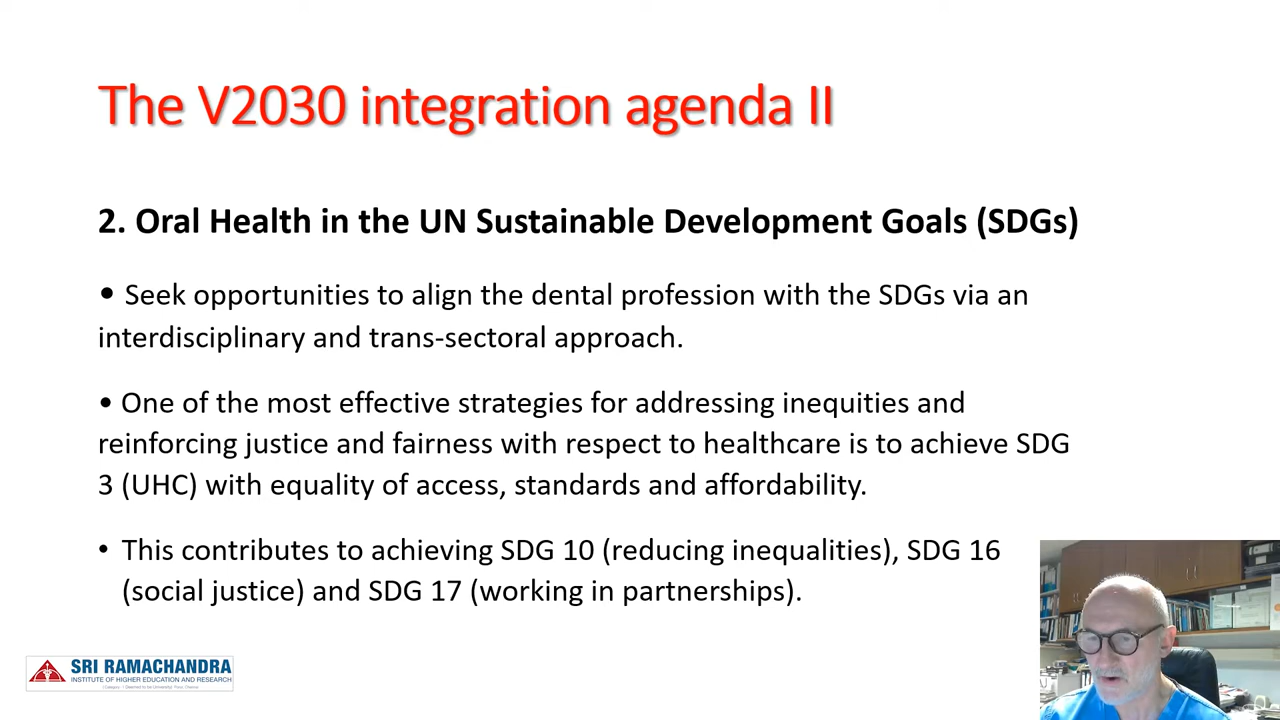 The V2030 integration agenda II
2. Oral Health in the UN Sustainable Development Goals (SDGs)
• Seek opportunities to align the dental profession with the SDGs via an
interdisciplinary and trans-sectoral approach.
• One of the most effective strategies for addressing inequities and
reinforcing justice and fairness with respect to healthcare is to achieve SDG
3 (UHC) with equality of access, standards and affordability.
• This contributes to achieving SDG 10 (reducing inequalities), SDG 16
(social justice) and SDG 17 (working in partnerships).
SRI RAMACHANDRA
INSTITUTE OF HIGHER EDUCATION AND RESEARCH